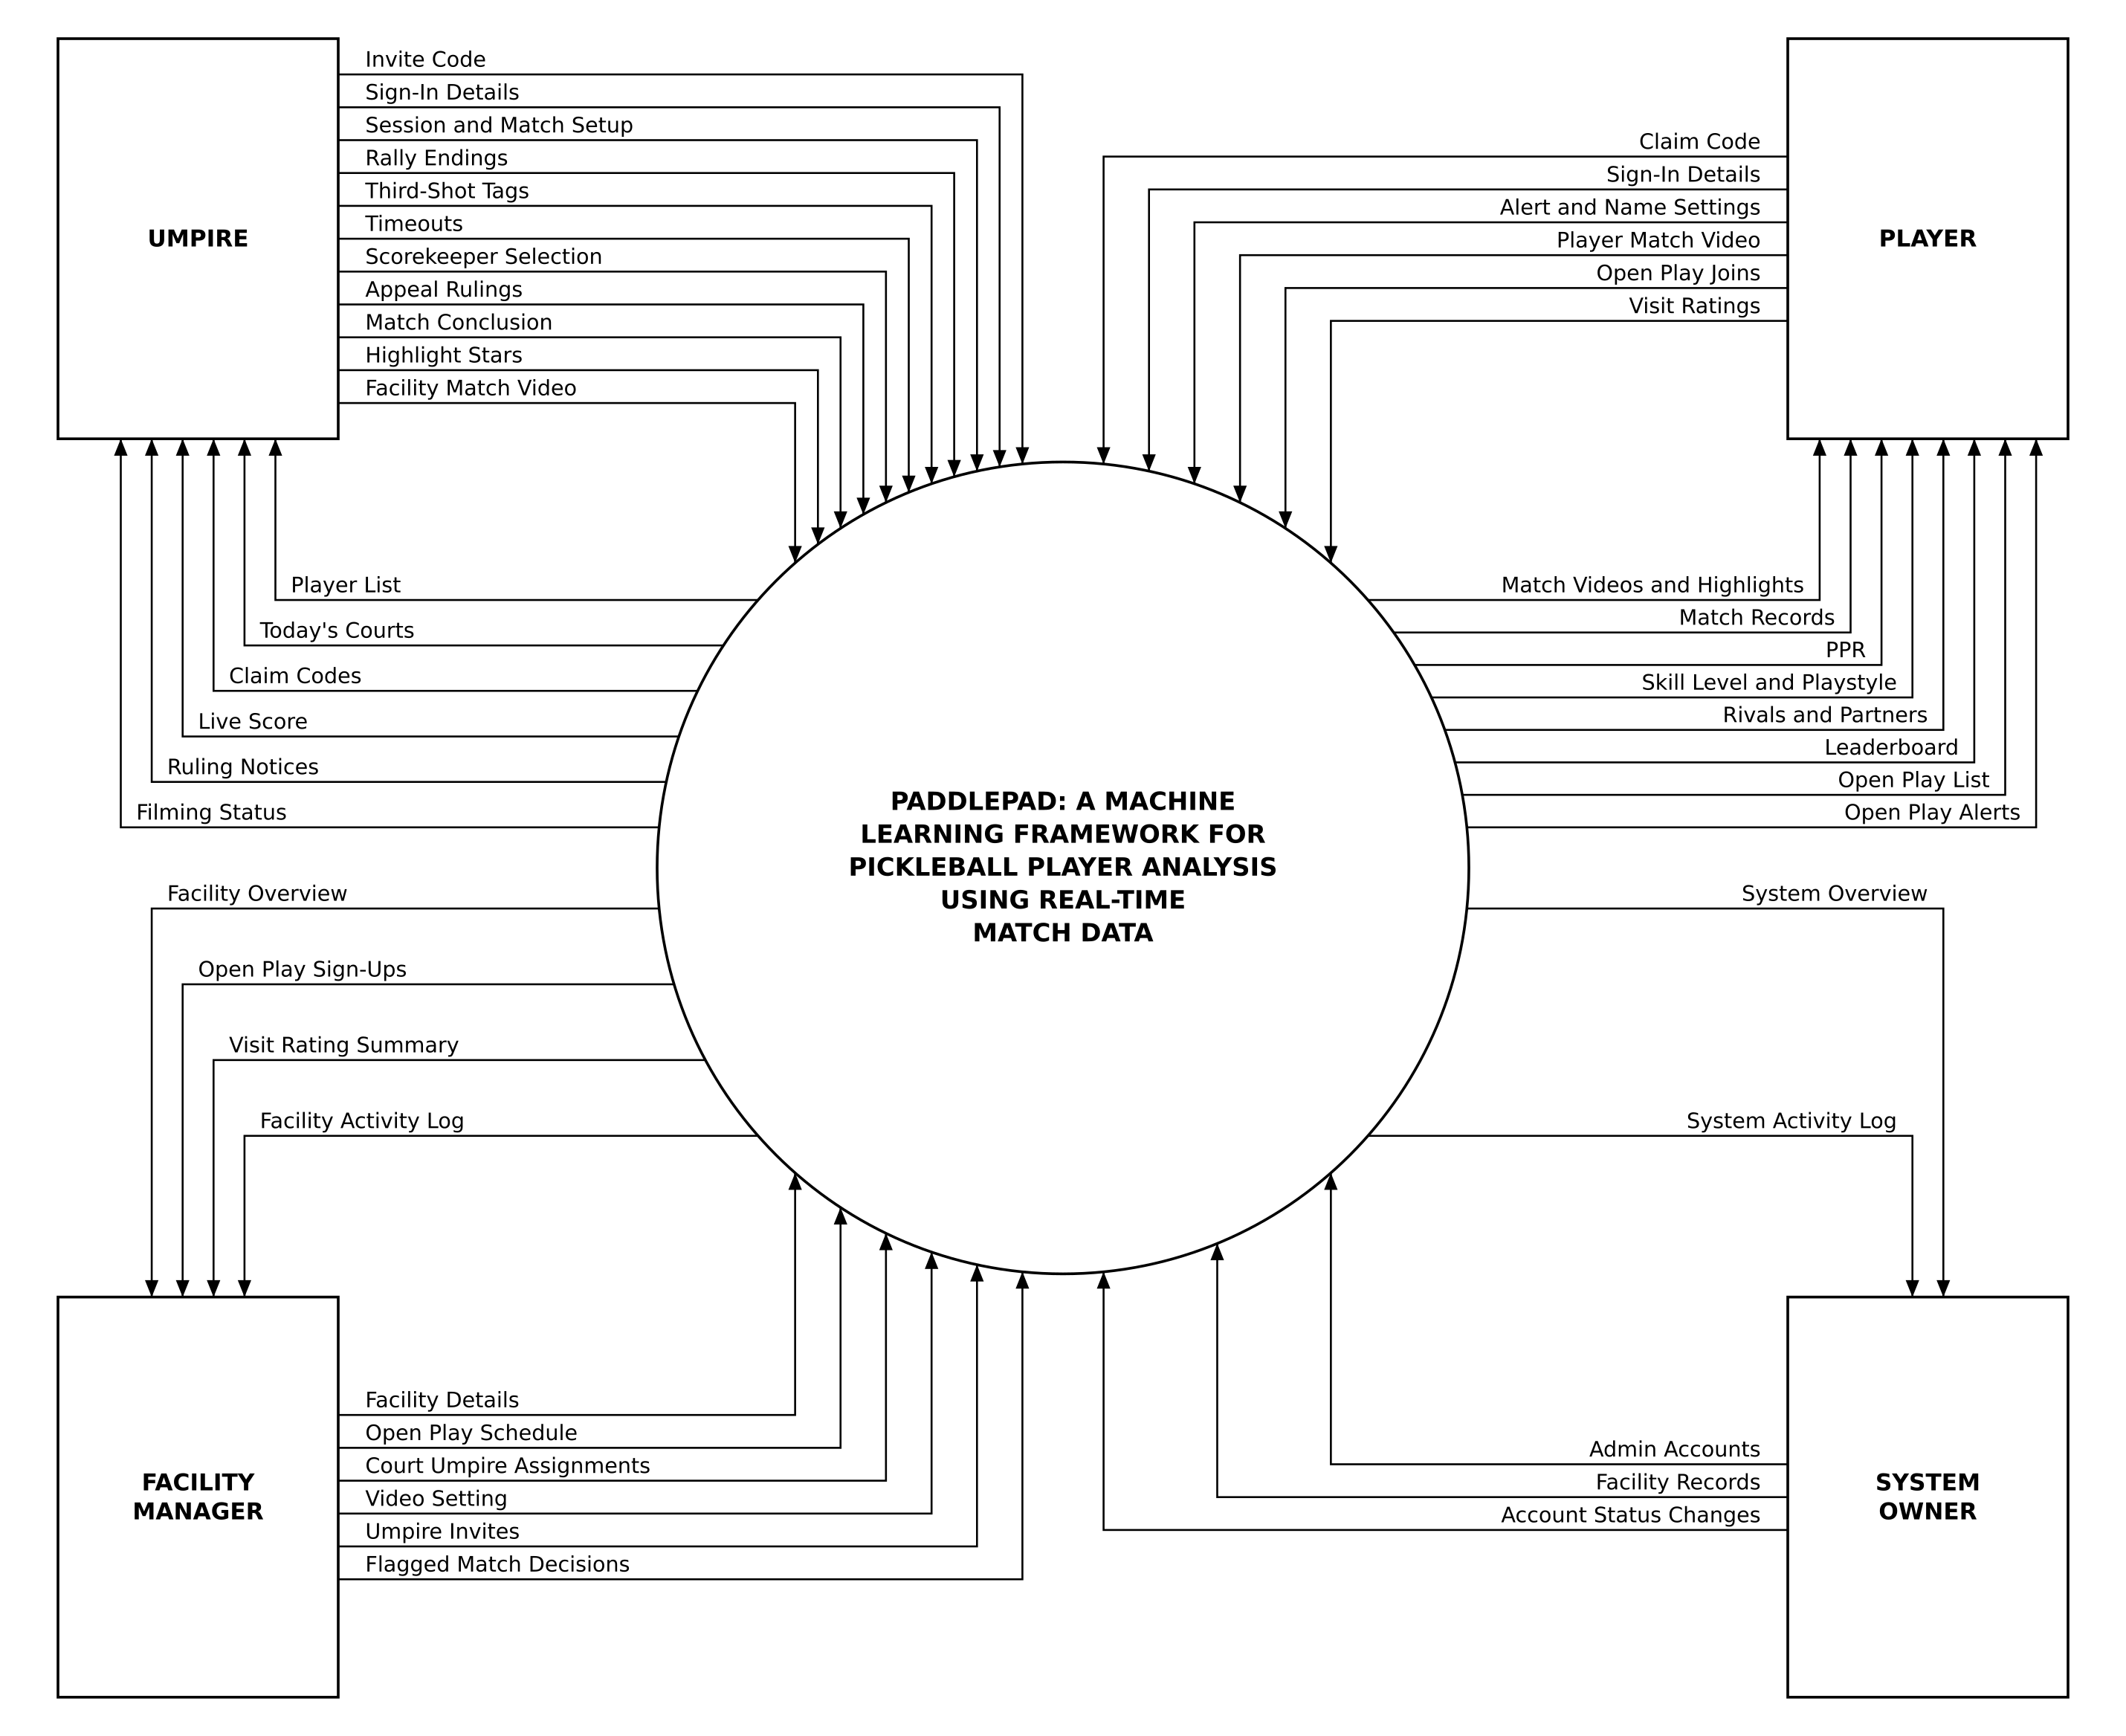 Invite Code
Sign-In Details
Session and Match Setup
Rally Endings
Third-Shot Tags
Timeouts
Scorekeeper Selection
Appeal Rulings
Match Conclusion
Highlight Stars
Facility Match Video
UMPIRE
Claim Code
Sign-In Details
Alert and Name Settings
Player Match Video
Open Play Joins
Visit Ratings
PLAYER
Player List
Today's Courts
Claim Codes
Live Score
Ruling Notices
Filming Status
Match Videos and Highlights
Match Records
PPR
Skill Level and Playstyle
Rivals and Partners
Leaderboard
Open Play List
Open Play Alerts
PADDLEPAD: A MACHINE
LEARNING FRAMEWORK FOR
PICKLEBALL PLAYER ANALYSIS
USING REAL-TIME
MATCH DATA
Facility Overview
Open Play Sign-Ups
Visit Rating Summary
Facility Activity Log
System Overview
System Activity Log
FACILITY
MANAGER
Facility Details
Open Play Schedule
Court Umpire Assignments
Video Setting
Umpire Invites
Flagged Match Decisions
Admin Accounts
Facility Records
Account Status Changes
SYSTEM
OWNER